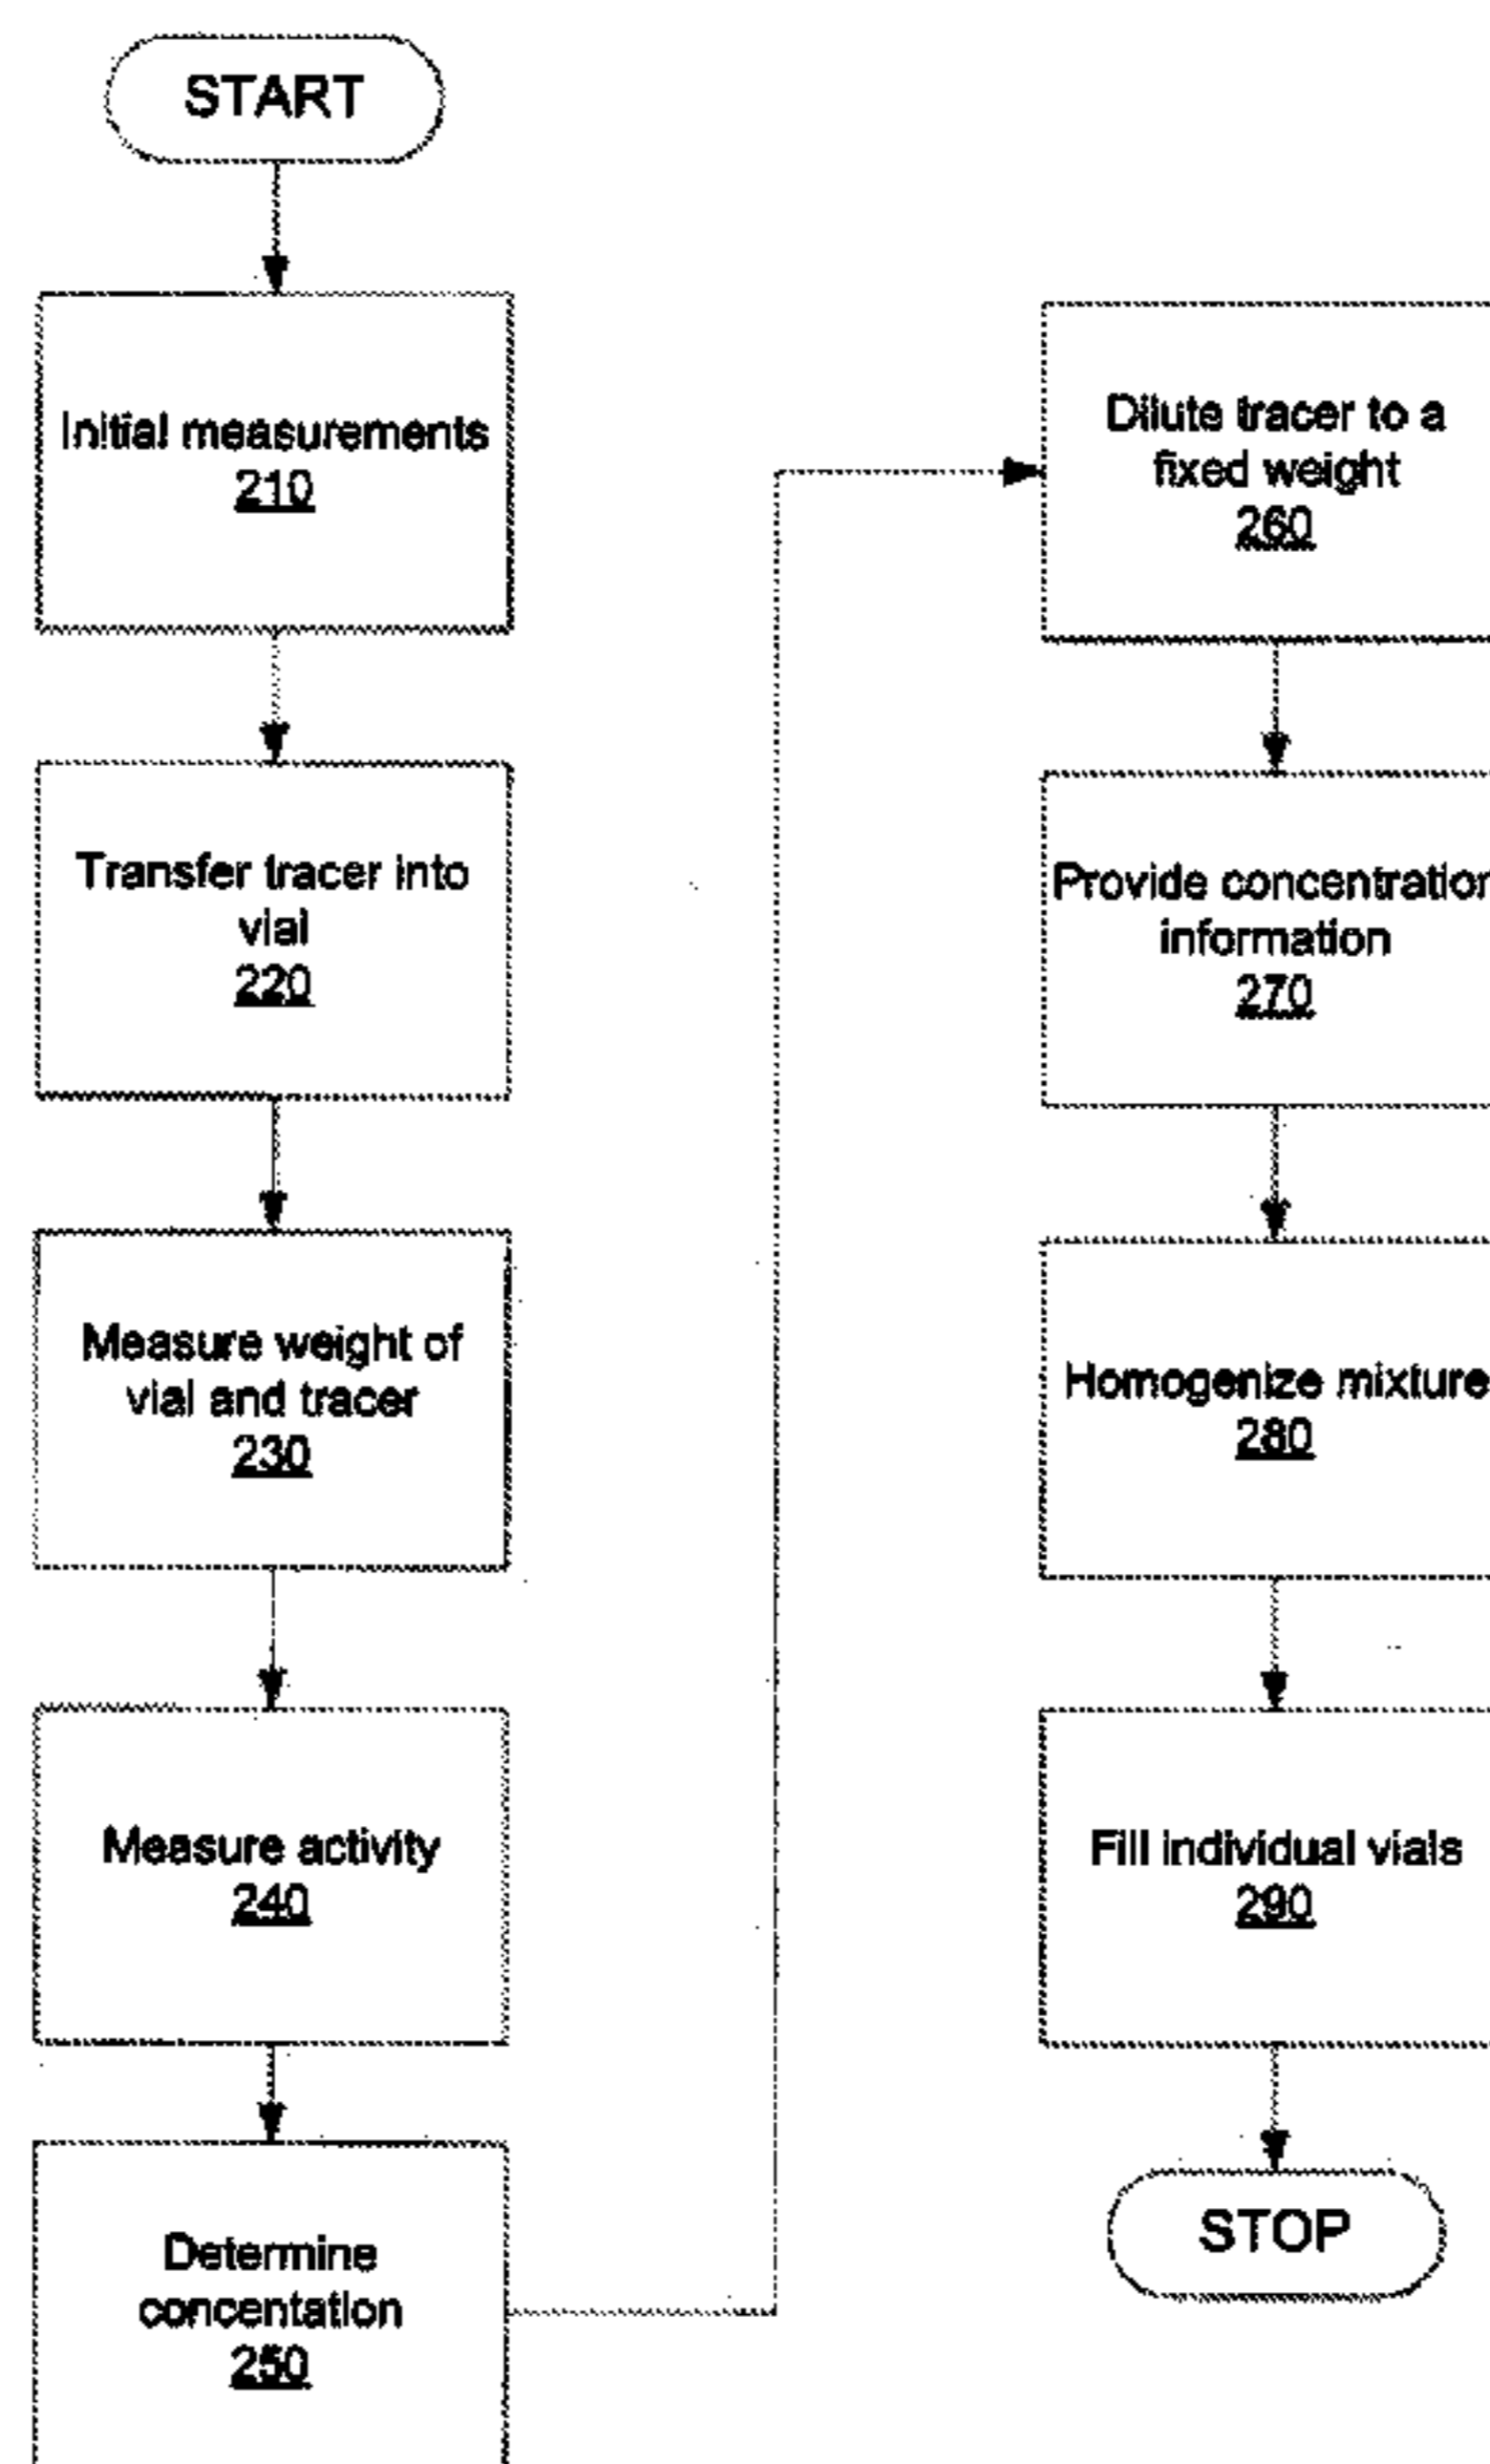 START
Initial measurements
210
Transfer tracer into
vial
220
Measure weight of
vial and tracer
230
Measure activity
240
Determine
concentation
250
Dilute tracer to a
fixed weight
260
Provide concentration
information
270
Homogenize mixture
280
Fill individual vials
290
STOP